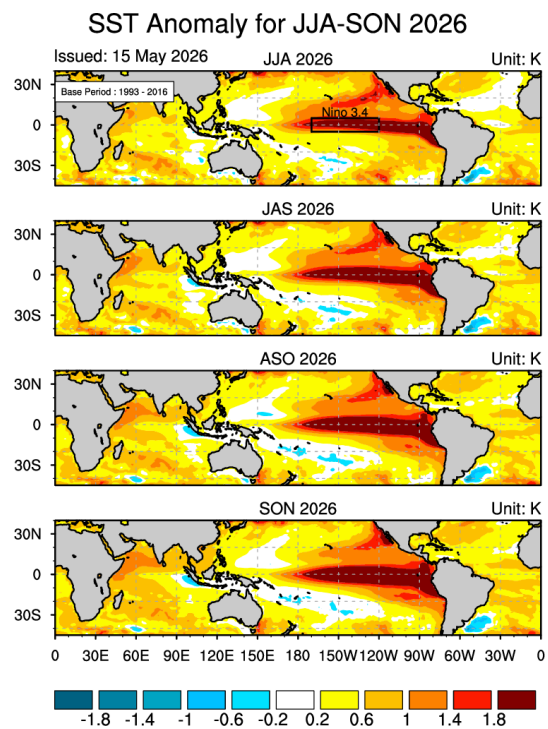 SST Anomaly for JJA-SON 2026
Issued: 15 May 2026 JJA 2026 Unit: K
30N
Base Period : 1993 - 2016
Nino 3.4
0
30S
JAS 2026 Unit: K
30N
0
30S
ASO 2026 Unit: K
30N
0
30S
SON 2026 Unit: K
30N
0
30S
0 30E 60E 90E 120E 150E 180 150W 120W 90W 60W 30W 0
-1.8 -1.4 -1 -0.6 -0.2 0.2 0.6 1 1.4 1.8